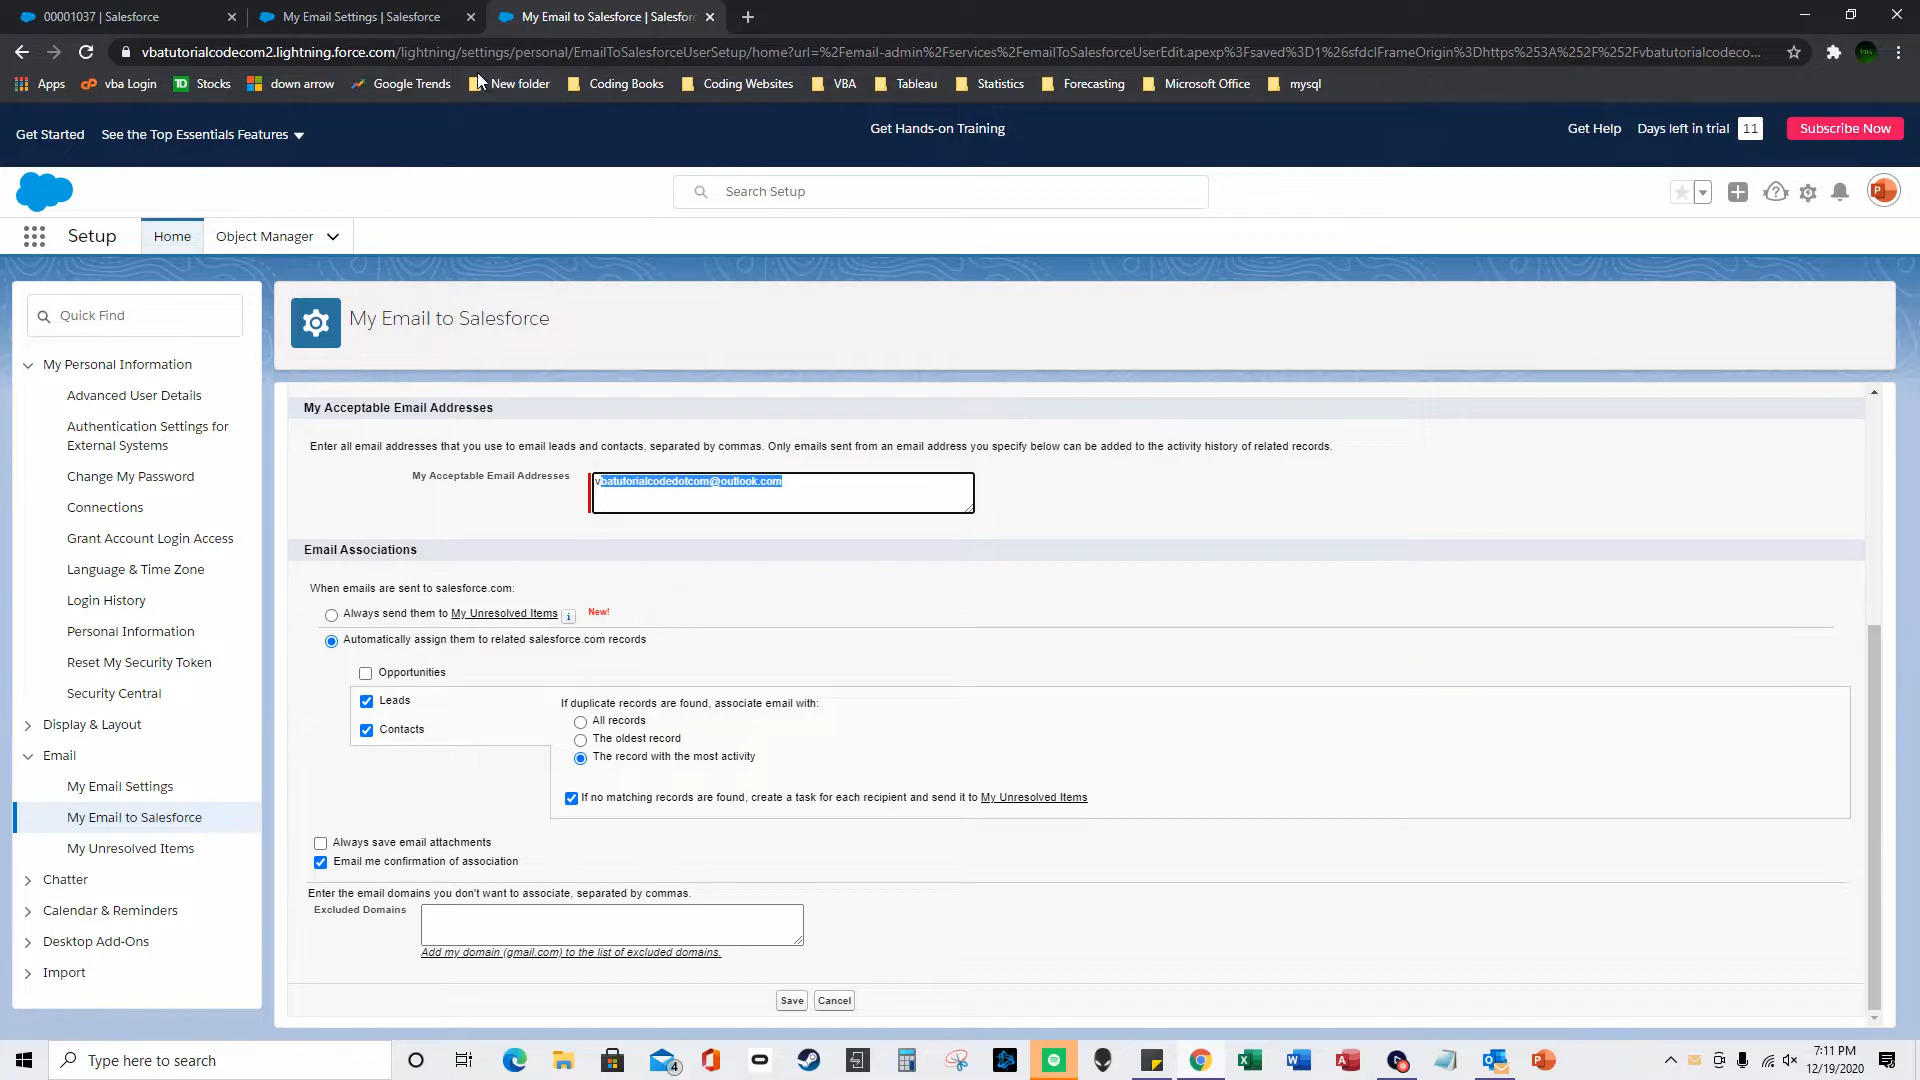 00001037 | Salesforce
My Email Settings | Salesforce
My Email to Salesforce | Salesfor
vbatutorialcodecom2.lightning.force.com/lightning/settings/personal/EmailToSalesforceUserSetup/home?url=%2Femail-admin%2Fservices%2FemailToSalesforceUserEdit.apexp%3Fsaved%3D1%26sfdcIFrameOrigin%3Dhttps%253A%252F%252Fvbatutorialcodeco...
Apps
vba Login
Stocks
down arrow
Google Trends
New folder
Coding Books
Coding Websites
VBA
Tableau
Statistics
Forecasting
Microsoft Office
mysql
Get Started
See the Top Essentials Features
Get Hands-on Training
Get Help
Days left in trial 11
Subscribe Now
Search Setup
Setup
Home
Object Manager
Quick Find
My Personal Information
Advanced User Details
Authentication Settings for
External Systems
Change My Password
Connections
Grant Account Login Access
Language & Time Zone
Login History
Personal Information
Reset My Security Token
Security Central
Display & Layout
Email
My Email Settings
My Email to Salesforce
My Unresolved Items
Chatter
Calendar & Reminders
Desktop Add-Ons
Import
My Email to Salesforce
My Acceptable Email Addresses
Enter all email addresses that you use to email leads and contacts, separated by commas. Only emails sent from an email address you specify below can be added to the activity history of related records.
My Acceptable Email Addresses
vbatutorialcodedotcom@outlook.com
Email Associations
When emails are sent to salesforce.com:
Always send them to My Unresolved Items i New!
Automatically assign them to related salesforce.com records
Opportunities
Leads
Contacts
If duplicate records are found, associate email with:
All records
The oldest record
The record with the most activity
If no matching records are found, create a task for each recipient and send it to My Unresolved Items
Always save email attachments
Email me confirmation of association
Enter the email domains you don't want to associate, separated by commas.
Excluded Domains
Add my domain (gmail.com) to the list of excluded domains.
Save
Cancel
Type here to search
4
7:11 PM
12/19/2020